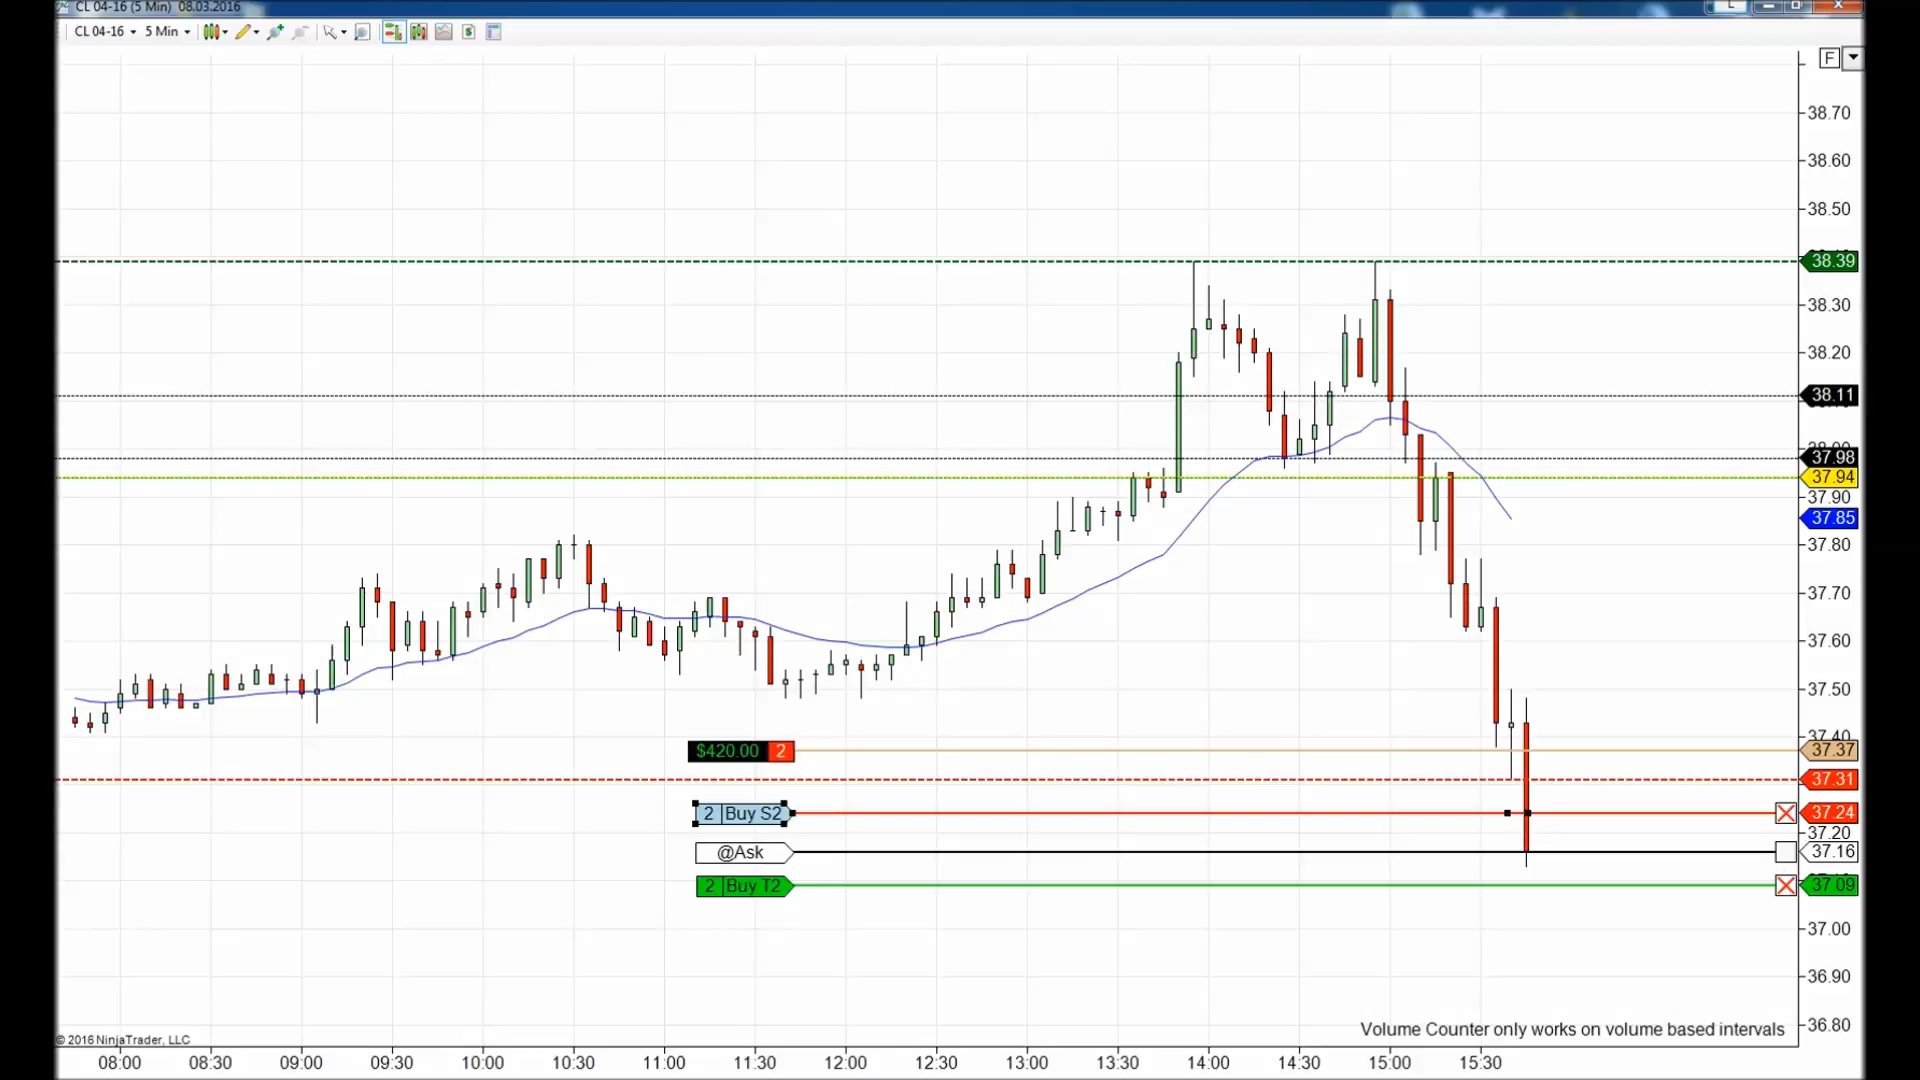 CL 04-16 (5 Min) 08.03.2016
CL 04-16 5 Min
F
38.70
38.60
38.50
38.39
38.30
38.20
38.11
37.98
37.94
37.90
37.85
37.80
37.70
37.60
37.50
37.40
$420.00 2
37.37
37.31
2 Buy S2
37.24
37.20
@Ask
37.16
2 Buy T2
37.09
37.00
36.90
36.80
Volume Counter only works on volume based intervals
© 2016 NinjaTrader, LLC
08:00 08:30 09:00 09:30 10:00 10:30 11:00 11:30 12:00 12:30 13:00 13:30 14:00 14:30 15:00 15:30